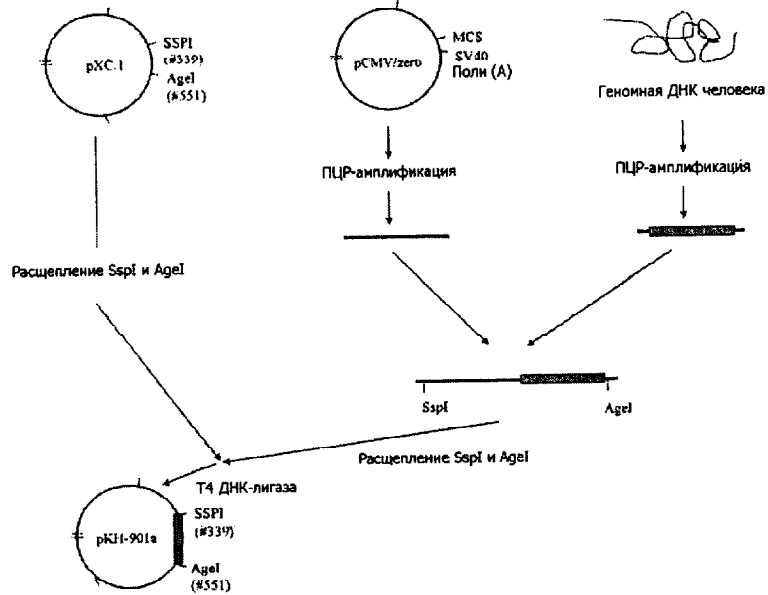 pXC.1
SSPI
(#339)
AgeI
(#551)
pCMV/zero
MCS
SV40
Поли (A)
Геномная ДНК человека
ПЦР-амплификация
ПЦР-амплификация
Расщепление SspI и AgeI
SspI
AgeI
Расщепление SspI и AgeI
T4 ДНК-лигаза
pKH-901a
SSPI
(#339)
AgeI
(#551)